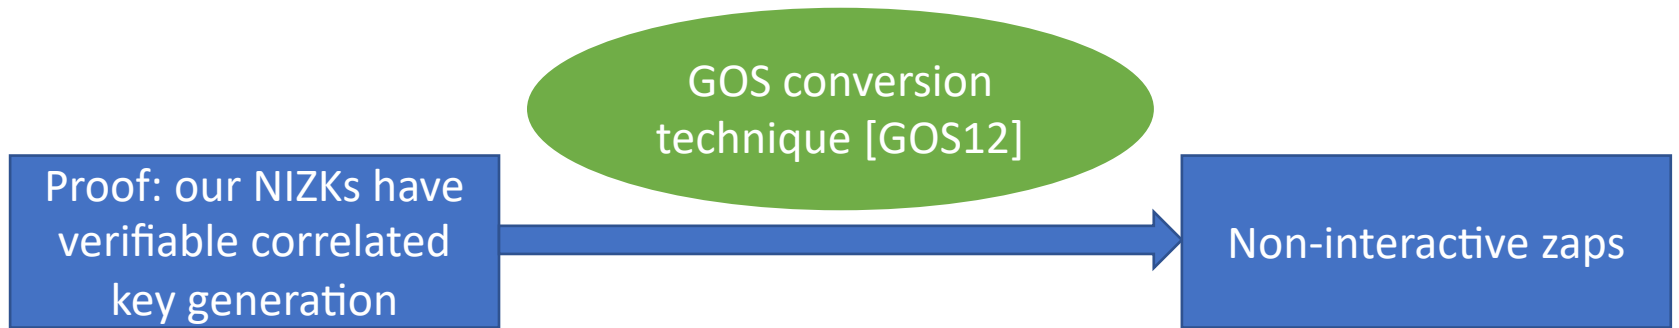 GOS conversion
technique [GOS12]
Proof: our NIZKs have
verifiable correlated
key generation
Non-interactive zaps